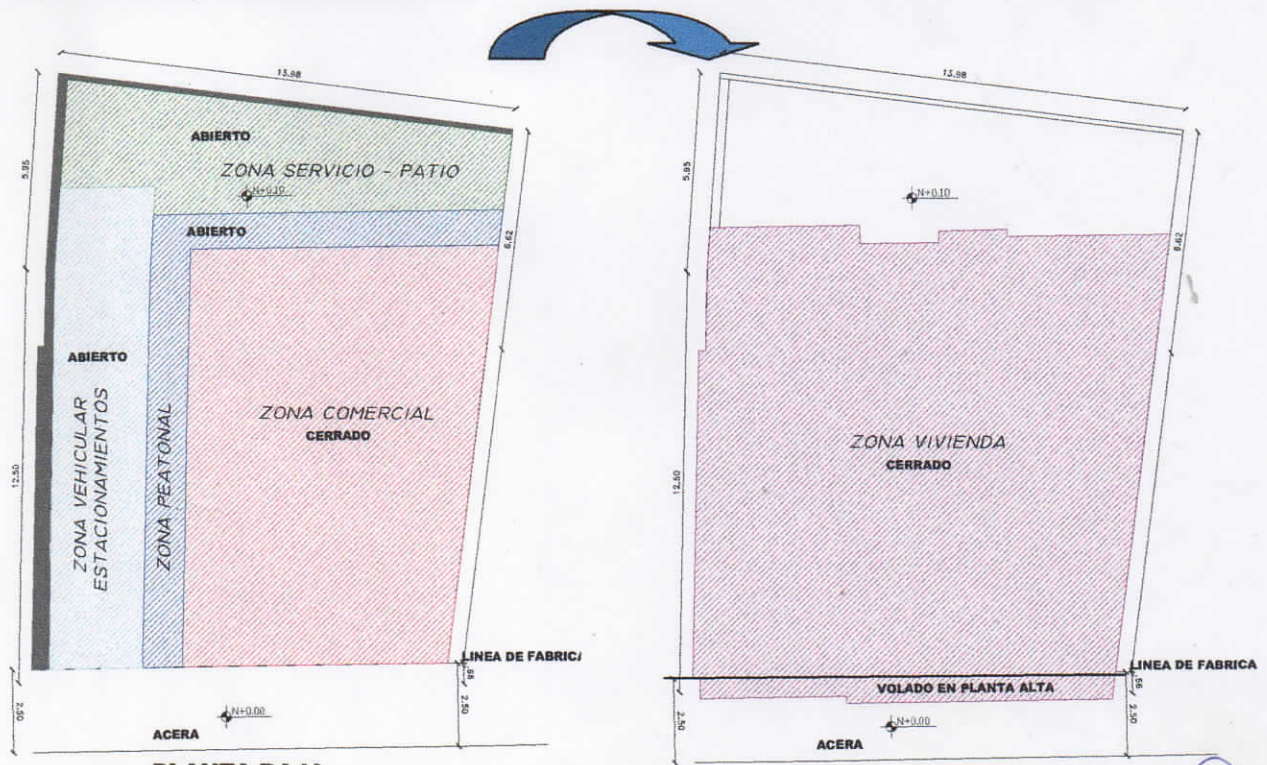 13.98
ABIERTO
ZONA SERVICIO - PATIO
N+0.10
ABIERTO
5.95
6.62
ABIERTO
ZONA VEHICULAR
ESTACIONAMIENTOS
ZONA PEATONAL
ZONA COMERCIAL
CERRADO
12.50
LINEA DE FABRICA
2.50
2.50
N+0.00
ACERA
13.98
5.95
N+0.10
6.62
ZONA VIVIENDA
CERRADO
12.50
LINEA DE FABRICA
VOLADO EN PLANTA ALTA
.56
2.50
2.50
N+0.00
ACERA